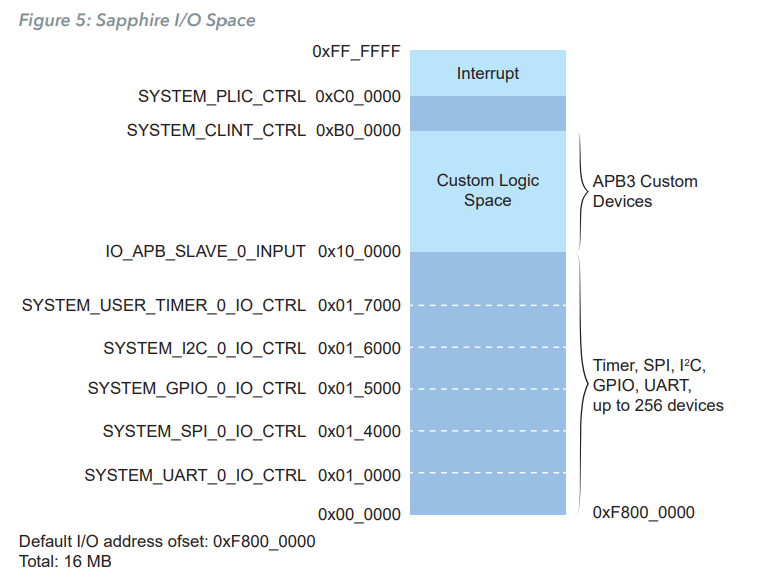 Figure 5: Sapphire I/O Space
0xFF_FFFF
Interrupt
SYSTEM_PLIC_CTRL 0xC0_0000
SYSTEM_CLINT_CTRL 0xB0_0000
Custom Logic
Space
APB3 Custom
Devices
IO_APB_SLAVE_0_INPUT 0x10_0000
SYSTEM_USER_TIMER_0_IO_CTRL 0x01_7000
SYSTEM_I2C_0_IO_CTRL 0x01_6000
SYSTEM_GPIO_0_IO_CTRL 0x01_5000
SYSTEM_SPI_0_IO_CTRL 0x01_4000
SYSTEM_UART_0_IO_CTRL 0x01_0000
Timer, SPI, I²C,
GPIO, UART,
up to 256 devices
0x00_0000
0xF800_0000
Default I/O address ofset: 0xF800_0000
Total: 16 MB